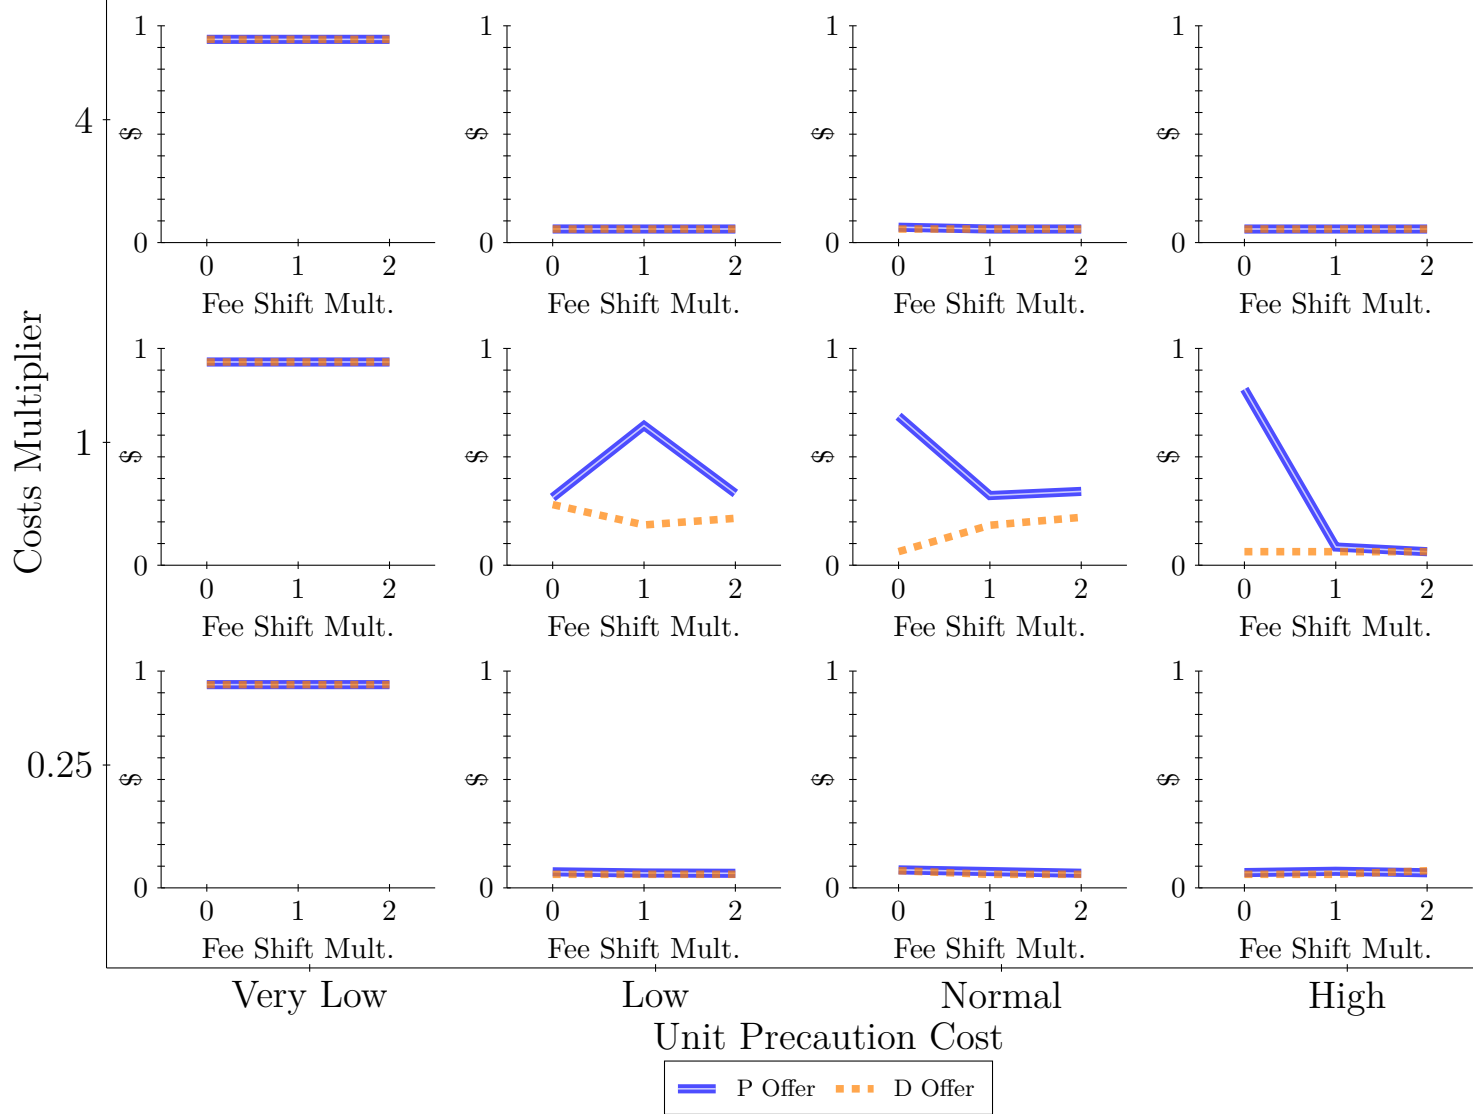 1
1
1
1
4
$
$
$
$
0
0
0
0
0 1 2
0 1 2
0 1 2
0 1 2
Fee Shift Mult.
Fee Shift Mult.
Fee Shift Mult.
Fee Shift Mult.
Costs Multiplier
1
1
1
1
1
$
$
$
$
0
0
0
0
0 1 2
0 1 2
0 1 2
0 1 2
Fee Shift Mult.
Fee Shift Mult.
Fee Shift Mult.
Fee Shift Mult.
1
1
1
1
0.25
$
$
$
$
0
0
0
0
0 1 2
0 1 2
0 1 2
0 1 2
Fee Shift Mult.
Fee Shift Mult.
Fee Shift Mult.
Fee Shift Mult.
Very Low
Low
Normal
High
Unit Precaution Cost
P Offer
D Offer